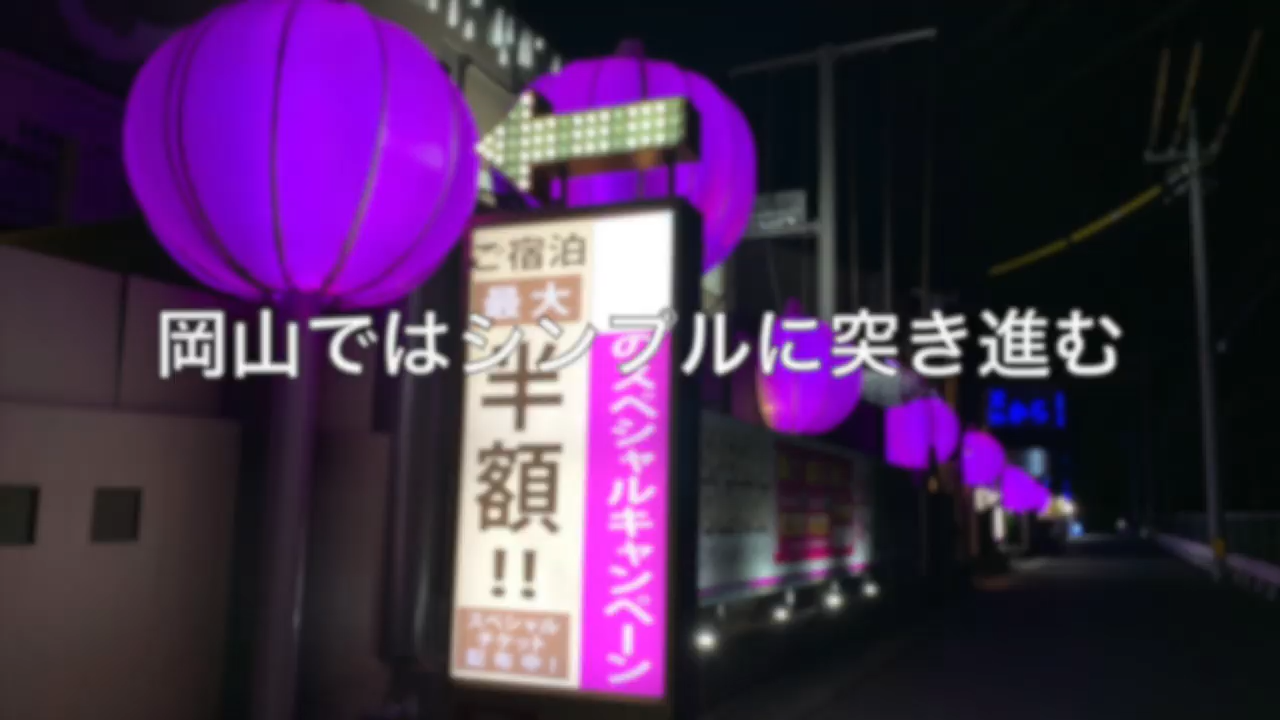 岡山ではシンプルに突き進む
ご宿泊
最大
半額
!!
スペシャル
チケット
配布中!
のスペシャルキャンペーン